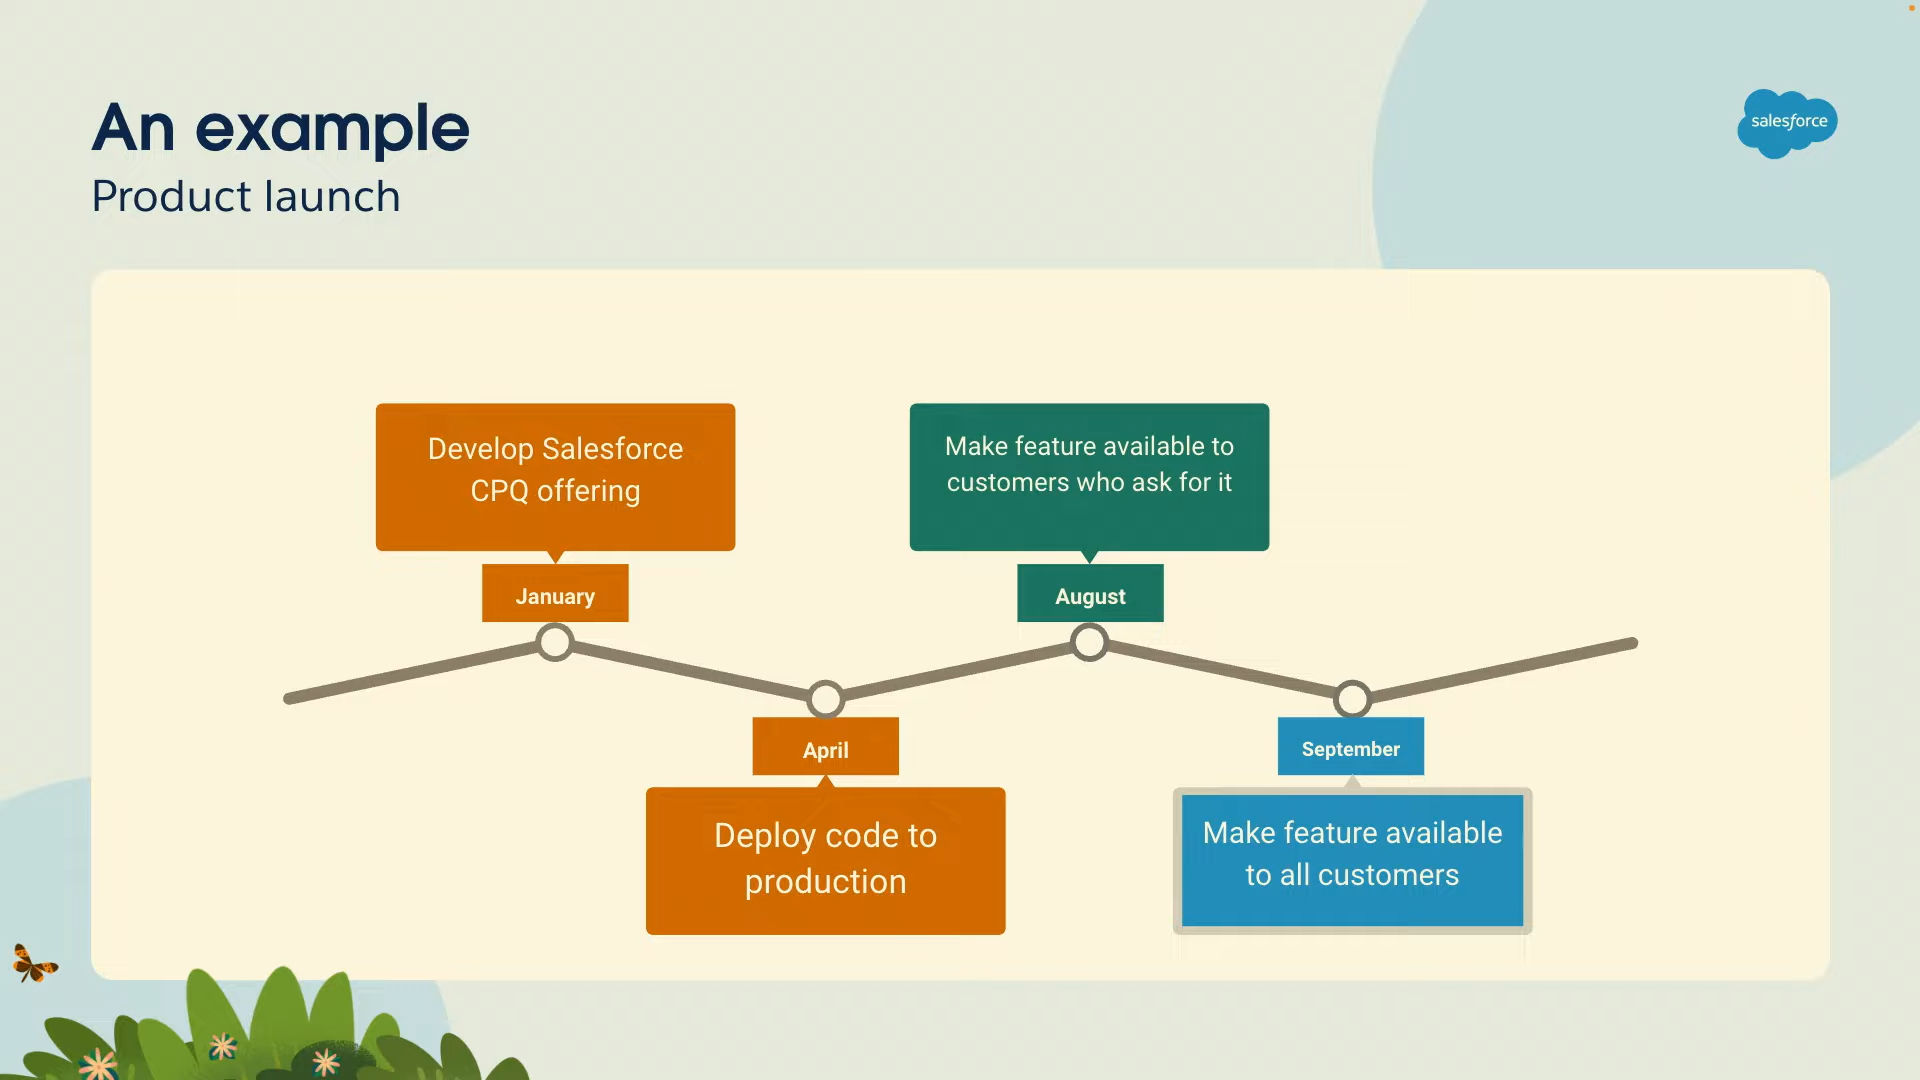 An example
Product launch
salesforce
Develop Salesforce
CPQ offering
January
Make feature available to
customers who ask for it
August
April
Deploy code to
production
September
Make feature available
to all customers